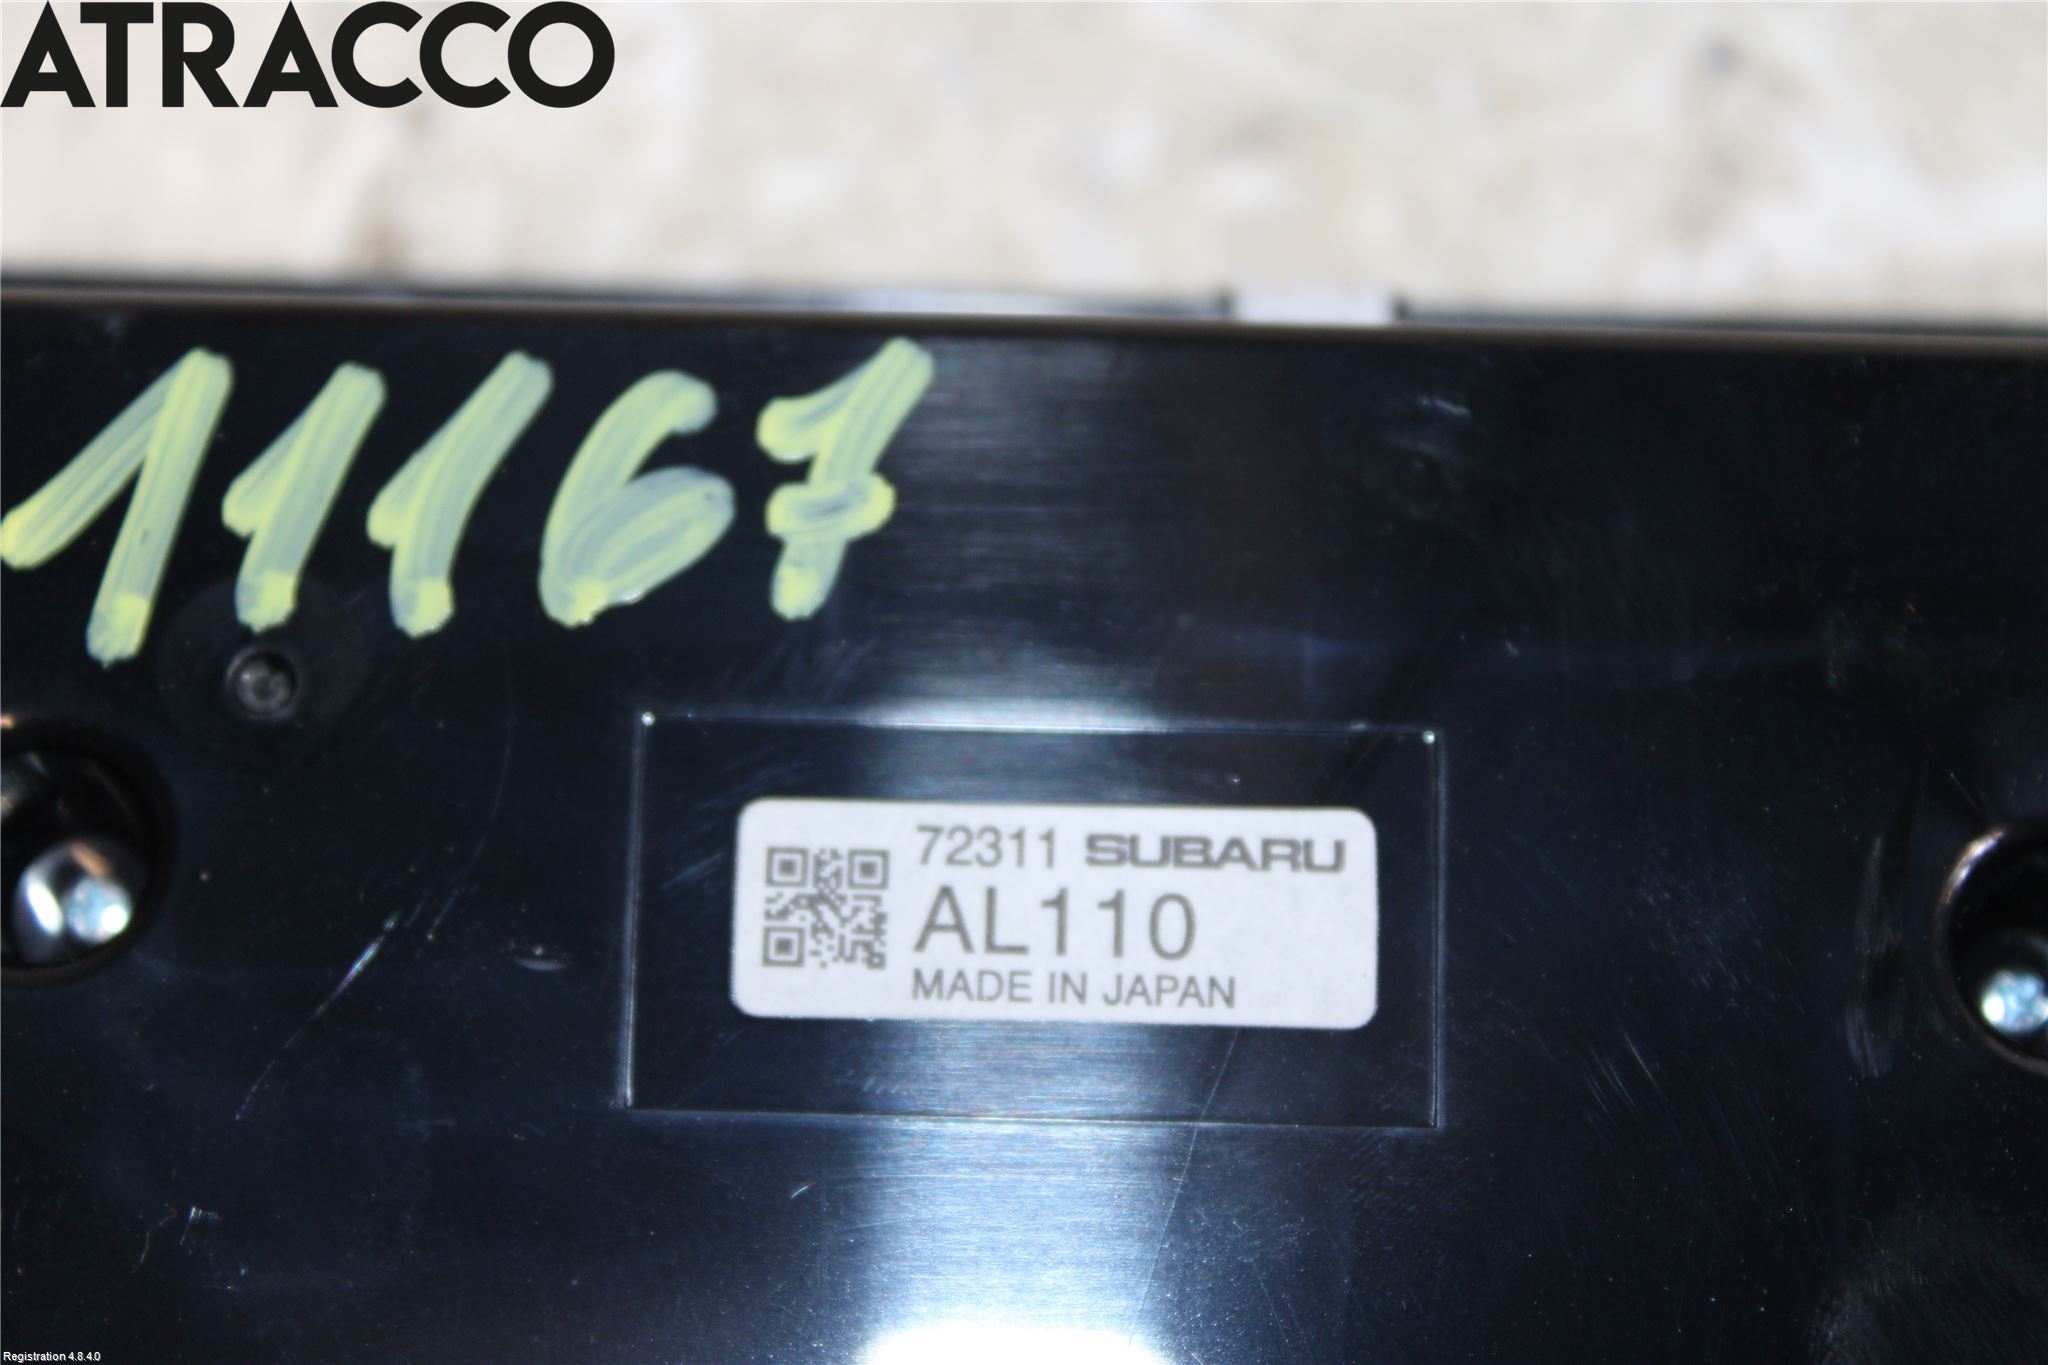 ATRACCO
11167
72311 SUBARU
AL110
MADE IN JAPAN
Registration 4.8.4.0